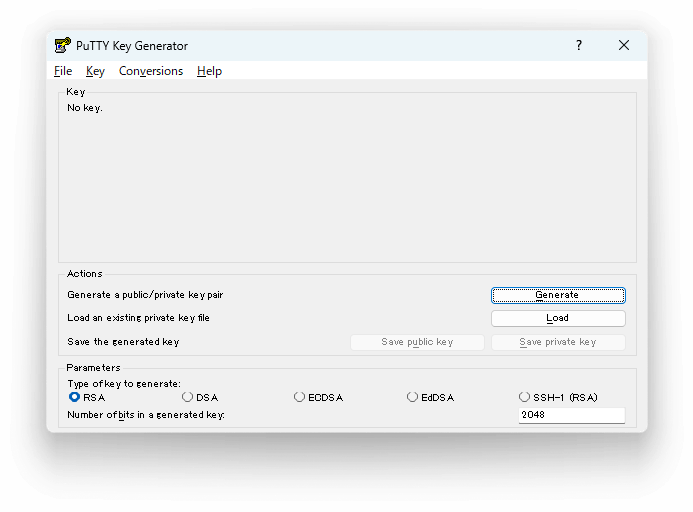 PuTTY Key Generator ? ×
File Key Conversions Help
Key
No key.
Actions
Generate a public/private key pair Generate
Load an existing private key file Load
Save the generated key Save public key Save private key
Parameters
Type of key to generate:
RSA DSA ECDSA EdDSA SSH-1 (RSA)
Number of bits in a generated key: 2048